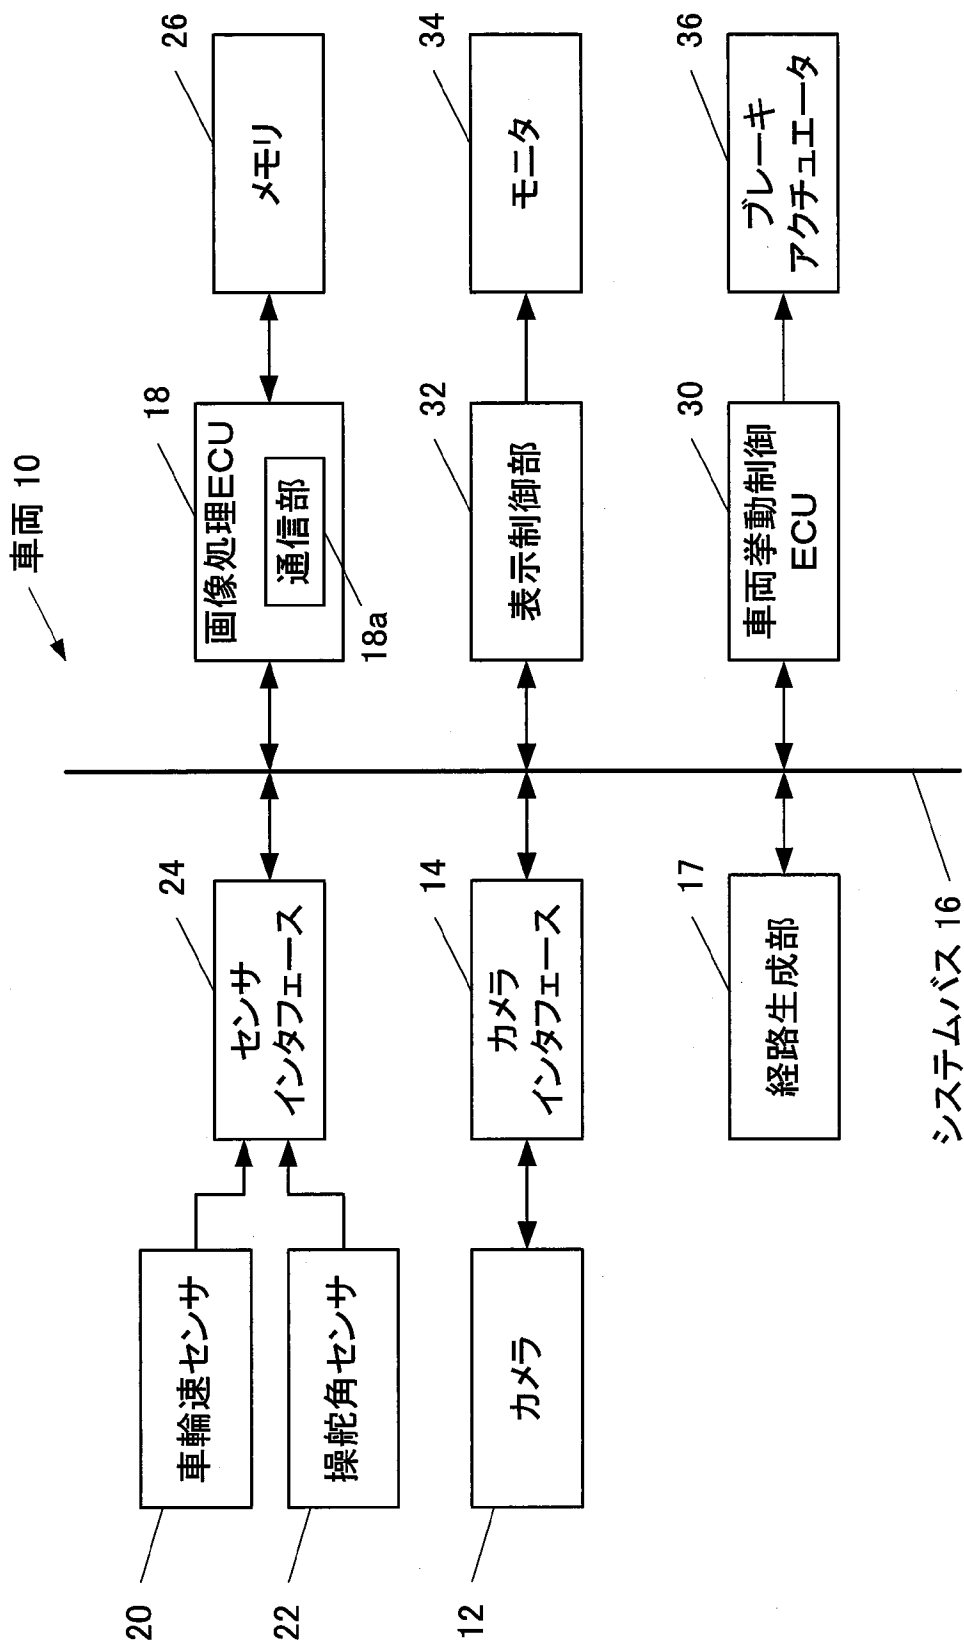 車両 10
20
車輪速センサ
22
操舵角センサ
24
センサ
インタフェース
18
画像処理ECU
通信部
18a
26
メモリ
12
カメラ
14
カメラ
インタフェース
32
表示制御部
34
モニタ
17
経路生成部
30
車両挙動制御
ECU
36
ブレーキ
アクチュエータ
システムバス 16